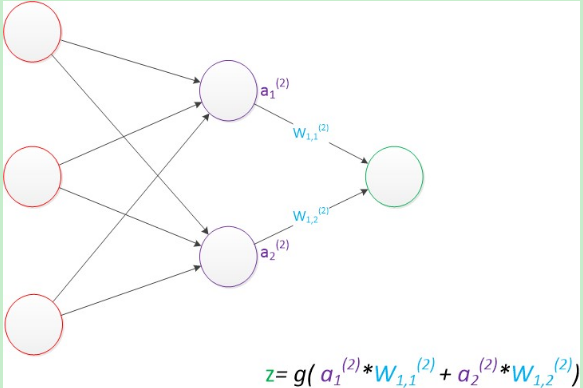 a₁⁽²⁾
W₁,₁⁽²⁾
W₁,₂⁽²⁾
a₂⁽²⁾
z= g( a₁⁽²⁾*W₁,₁⁽²⁾ + a₂⁽²⁾*W₁,₂⁽²⁾)